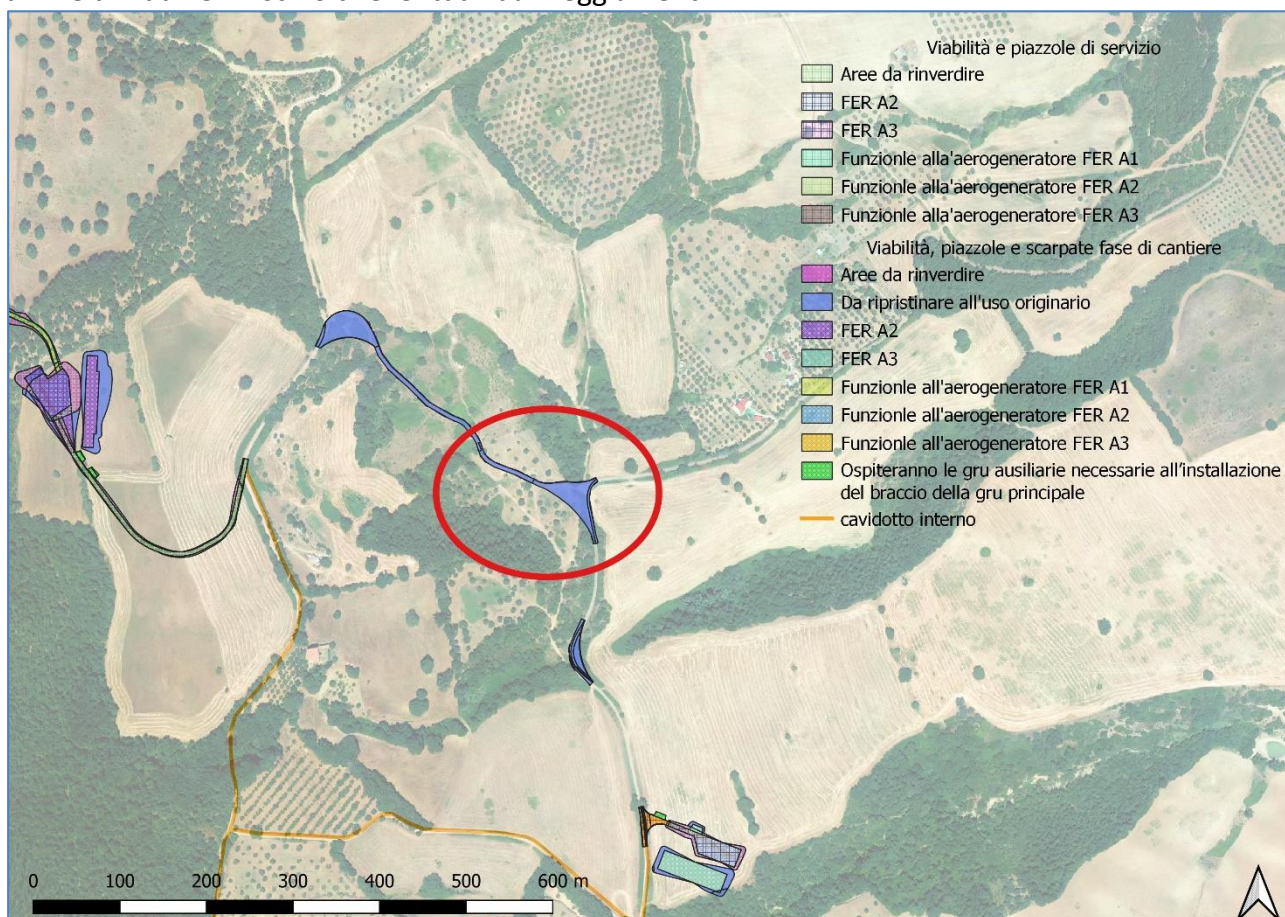 Viabilità e piazzole di servizio
Aree da rinverdire
FER A2
FER A3
Funzionle alla'aerogeneratore FER A1
Funzionle alla'aerogeneratore FER A2
Funzionle alla'aerogeneratore FER A3
Viabilità, piazzole e scarpate fase di cantiere
Aree da rinverdire
Da ripristinare all'uso originario
FER A2
FER A3
Funzionle all'aerogeneratore FER A1
Funzionle all'aerogeneratore FER A2
Funzionle all'aerogeneratore FER A3
Ospiteranno le gru ausiliarie necessarie all'installazione
del braccio della gru principale
cavidotto interno
0 100 200 300 400 500 600 m